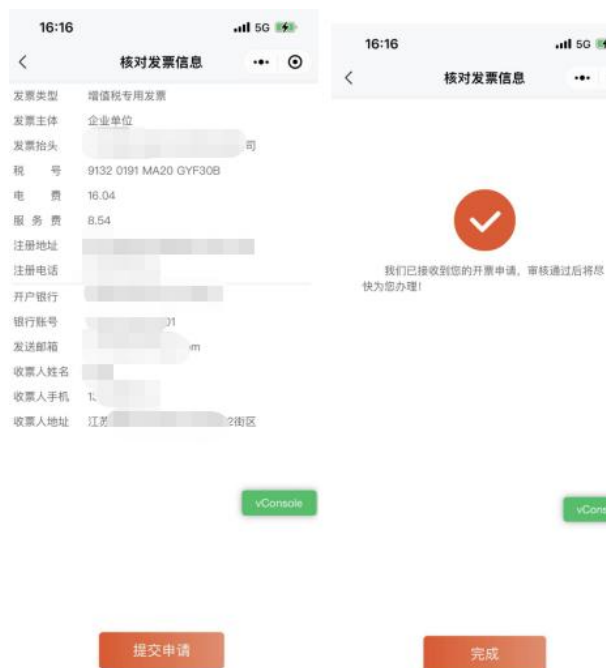 16:16
5G
核对发票信息
发票类型 增值税专用发票
发票主体 企业单位
发票抬头 司
税 号 9132 0191 MA20 GYF30B
电 费 16.04
服 务 费 8.54
注册地址
注册电话
开户银行
银行账号 01
发送邮箱 om
收票人姓名
收票人手机 1
收票人地址 江苏 2街区
vConsole
提交申请
16:16
5G
核对发票信息
我们已接收到您的开票申请，审核通过后将尽
快为您办理！
vCons
完成